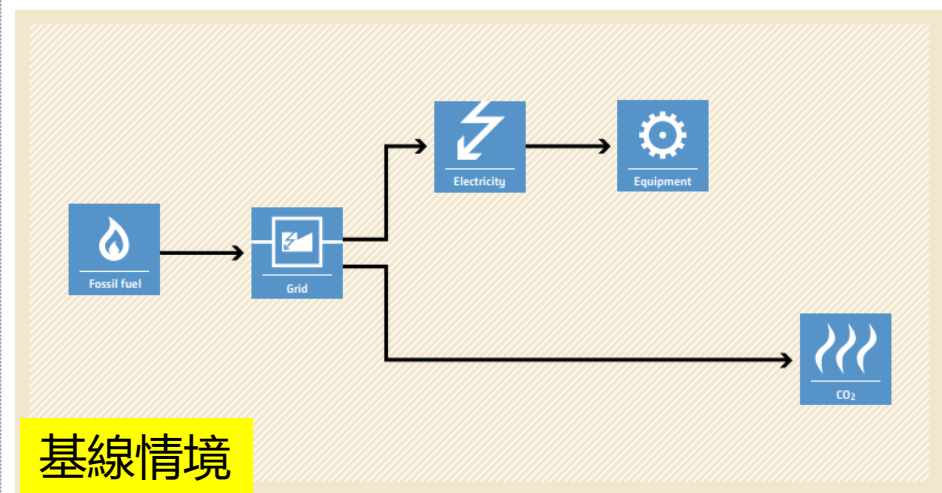 Electricity
Equipment
Fossil fuel
Grid
CO₂
基線情境